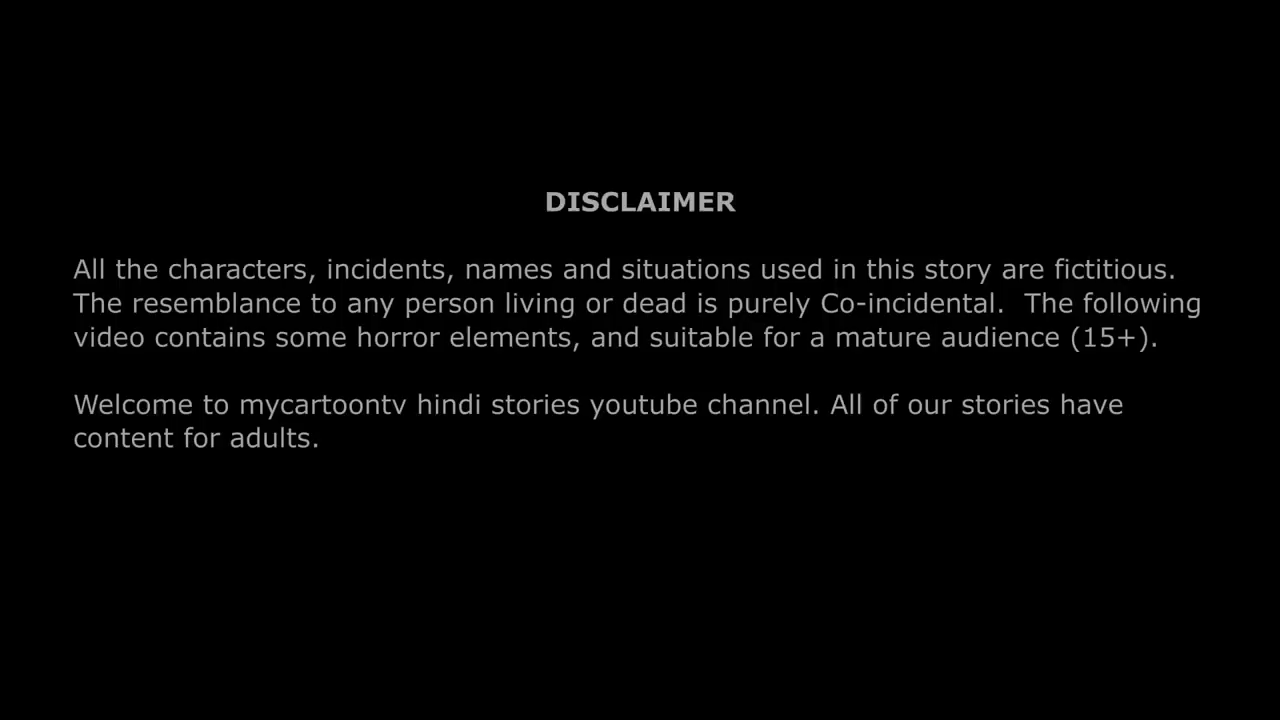 DISCLAIMER
All the characters, incidents, names and situations used in this story are fictitious.
The resemblance to any person living or dead is purely Co-incidental.  The following
video contains some horror elements, and suitable for a mature audience (15+).
Welcome to mycartoontv hindi stories youtube channel. All of our stories have
content for adults.